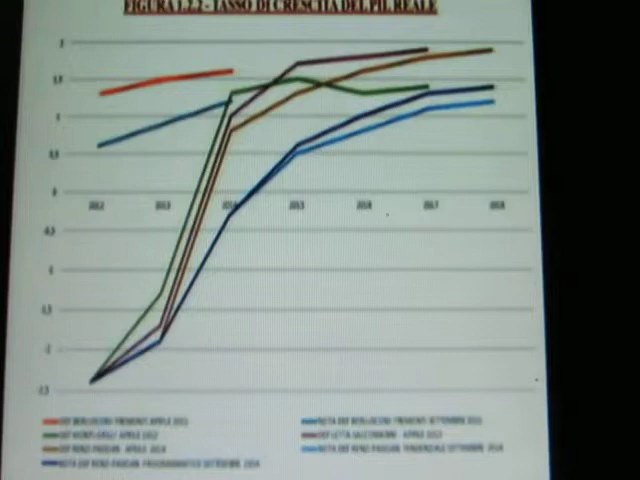 FIGURA 1.2.2 - TASSO DI CRESCITA DEL PIL REALE
2
1,5
1
0,5
0
2012 2013 2014 2015 2016 2017 2018
-0,5
-1
-1,5
-2
-2,5
DEF BERLUSCONI-TREMONTI APRILE 2011 NOTA DEF BERLUSCONI-TREMONTI SETTEMBRE 2011
DEF MONTI APRILE 2012 DEF LETTA SACCOMANNI - APRILE 2013
DEF RENZI-PADOAN - APRILE 2014 NOTA DEF RENZI-PADOAN TENDENZIALE SETTEMBRE 2014
NOTA DEF RENZI-PADOAN PROGRAMMATICO SETTEMBRE 2014